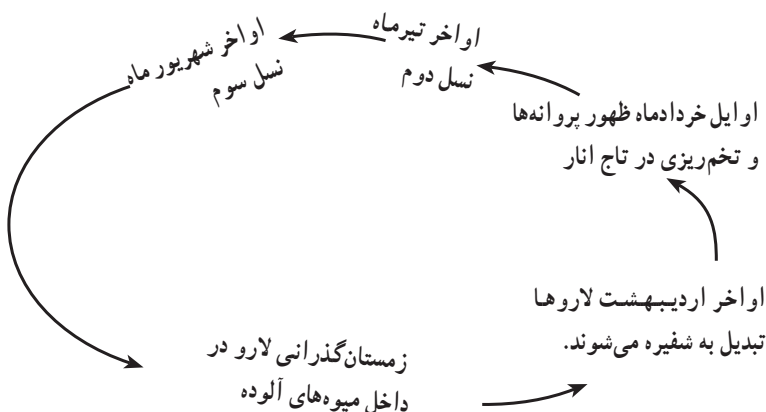 اواخر تیرماه
نسل دوم
اواخر شهریور ماه
نسل سوم
اوایل خردادماه ظهور پروانه‌ها
و تخم‌ریزی در تاج انار
اواخر اردیبهشت لاروها
تبدیل به شفیره می‌شوند.
زمستان‌گذرانی لارو در
داخل میوه‌های آلوده